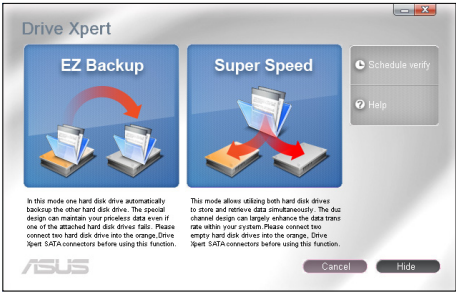 Drive Xpert
EZ Backup
Super Speed
Schedule verify
Help
In this mode one hard disk drive automatically
backsup the other hard disk drive. The special
design can maintain your priceless data even if
one of the attached hard disk drives fails. Please
connect two hard disk drive into the orange,Drive
Xpert SATA connectors before using this function.
This mode allows utilizing both hard disk drives
to store and retrieve data simultaneously. The dua
channel design can largely enhance the data trans
rate within your system.Please connect two
empty hard disk drives into the orange, Drive
Xpert SATA connectors before using this function.
ASUS
Cancel
Hide